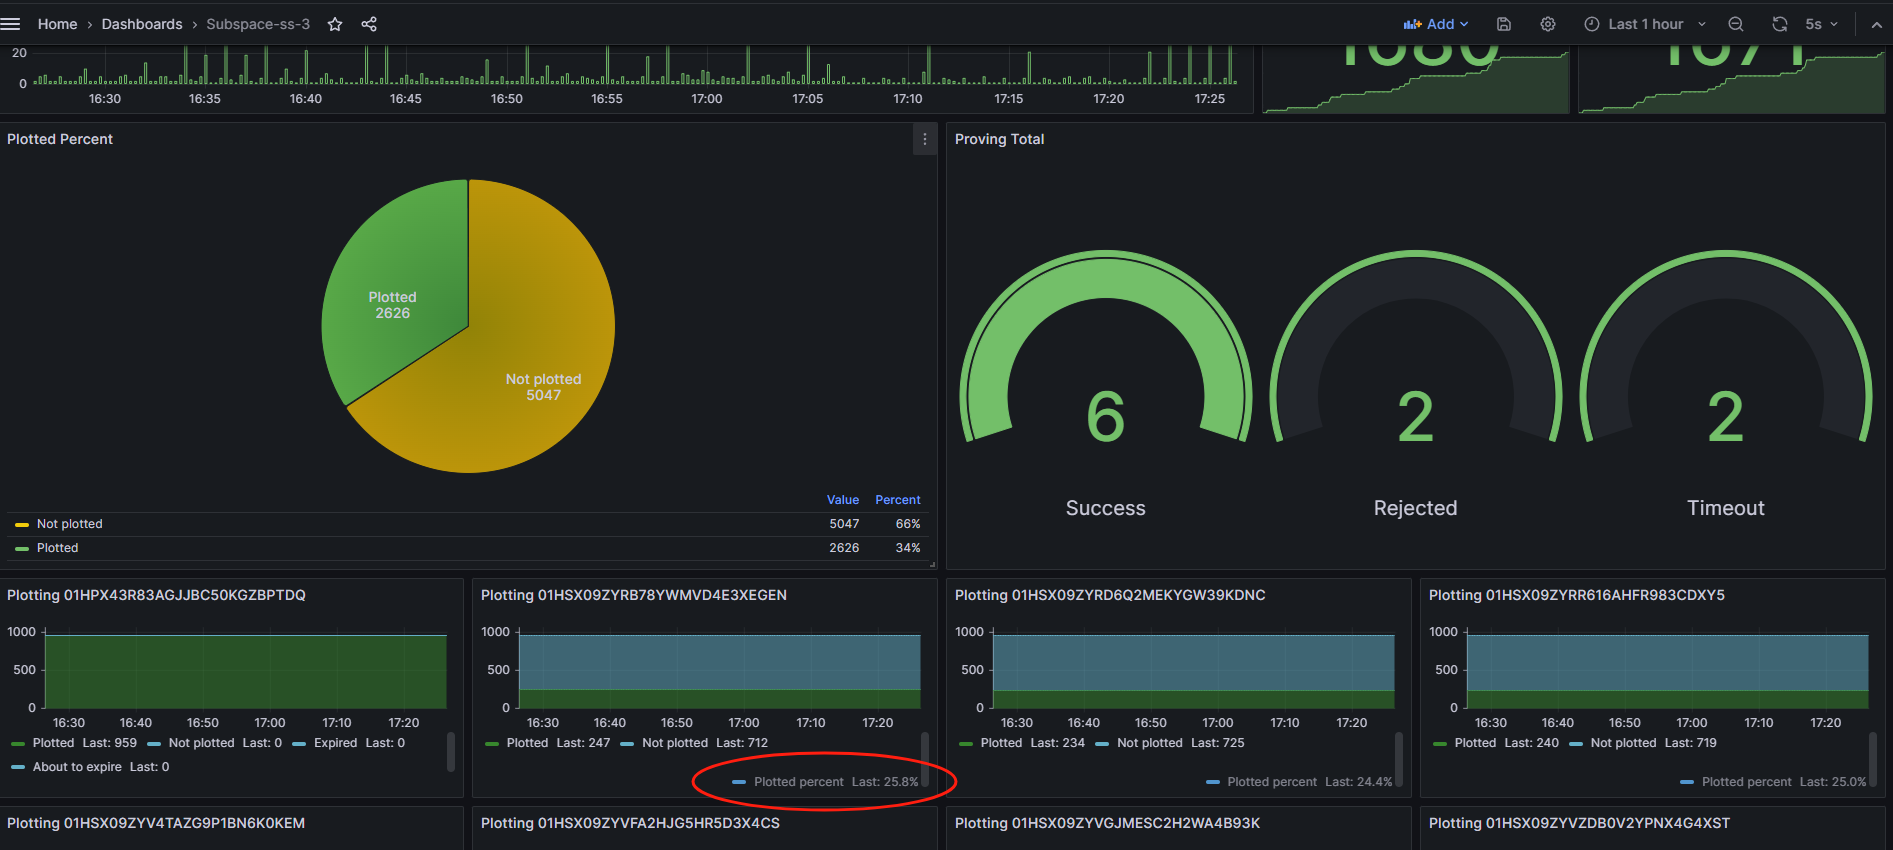 Home › Dashboards › Subspace-ss-3
Add
Last 1 hour
5s
20
0
16:30 16:35 16:40 16:45 16:50 16:55 17:00 17:05 17:10 17:15 17:20 17:25
1080
1071
Plotted Percent
Plotted
2626
Not plotted
5047
Value Percent
Not plotted 5047 66%
Plotted 2626 34%
Proving Total
6
2
2
Success
Rejected
Timeout
Plotting 01HPX43R83AGJJBC50KGZBPTDQ
1000
500
0
16:30 16:40 16:50 17:00 17:10 17:20
Plotted Last: 959 Not plotted Last: 0 Expired Last: 0
About to expire Last: 0
Plotting 01HSX09ZYRB78YWMVD4E3XEGEN
1000
500
0
16:30 16:40 16:50 17:00 17:10 17:20
Plotted Last: 247 Not plotted Last: 712
Plotted percent Last: 25.8%
Plotting 01HSX09ZYRD6Q2MEKYGW39KDNC
1000
500
0
16:30 16:40 16:50 17:00 17:10 17:20
Plotted Last: 234 Not plotted Last: 725
Plotted percent Last: 24.4%
Plotting 01HSX09ZYRR616AHFR983CDXY5
1000
500
0
16:30 16:40 16:50 17:00 17:10 17:20
Plotted Last: 240 Not plotted Last: 719
Plotted percent Last: 25.0%
Plotting 01HSX09ZYV4TAZG9P1BN6K0KEM
Plotting 01HSX09ZYVFA2HJG5HR5D3X4CS
Plotting 01HSX09ZYVGJMESC2H2WA4B93K
Plotting 01HSX09ZYVZDB0V2YPNX4G4XST